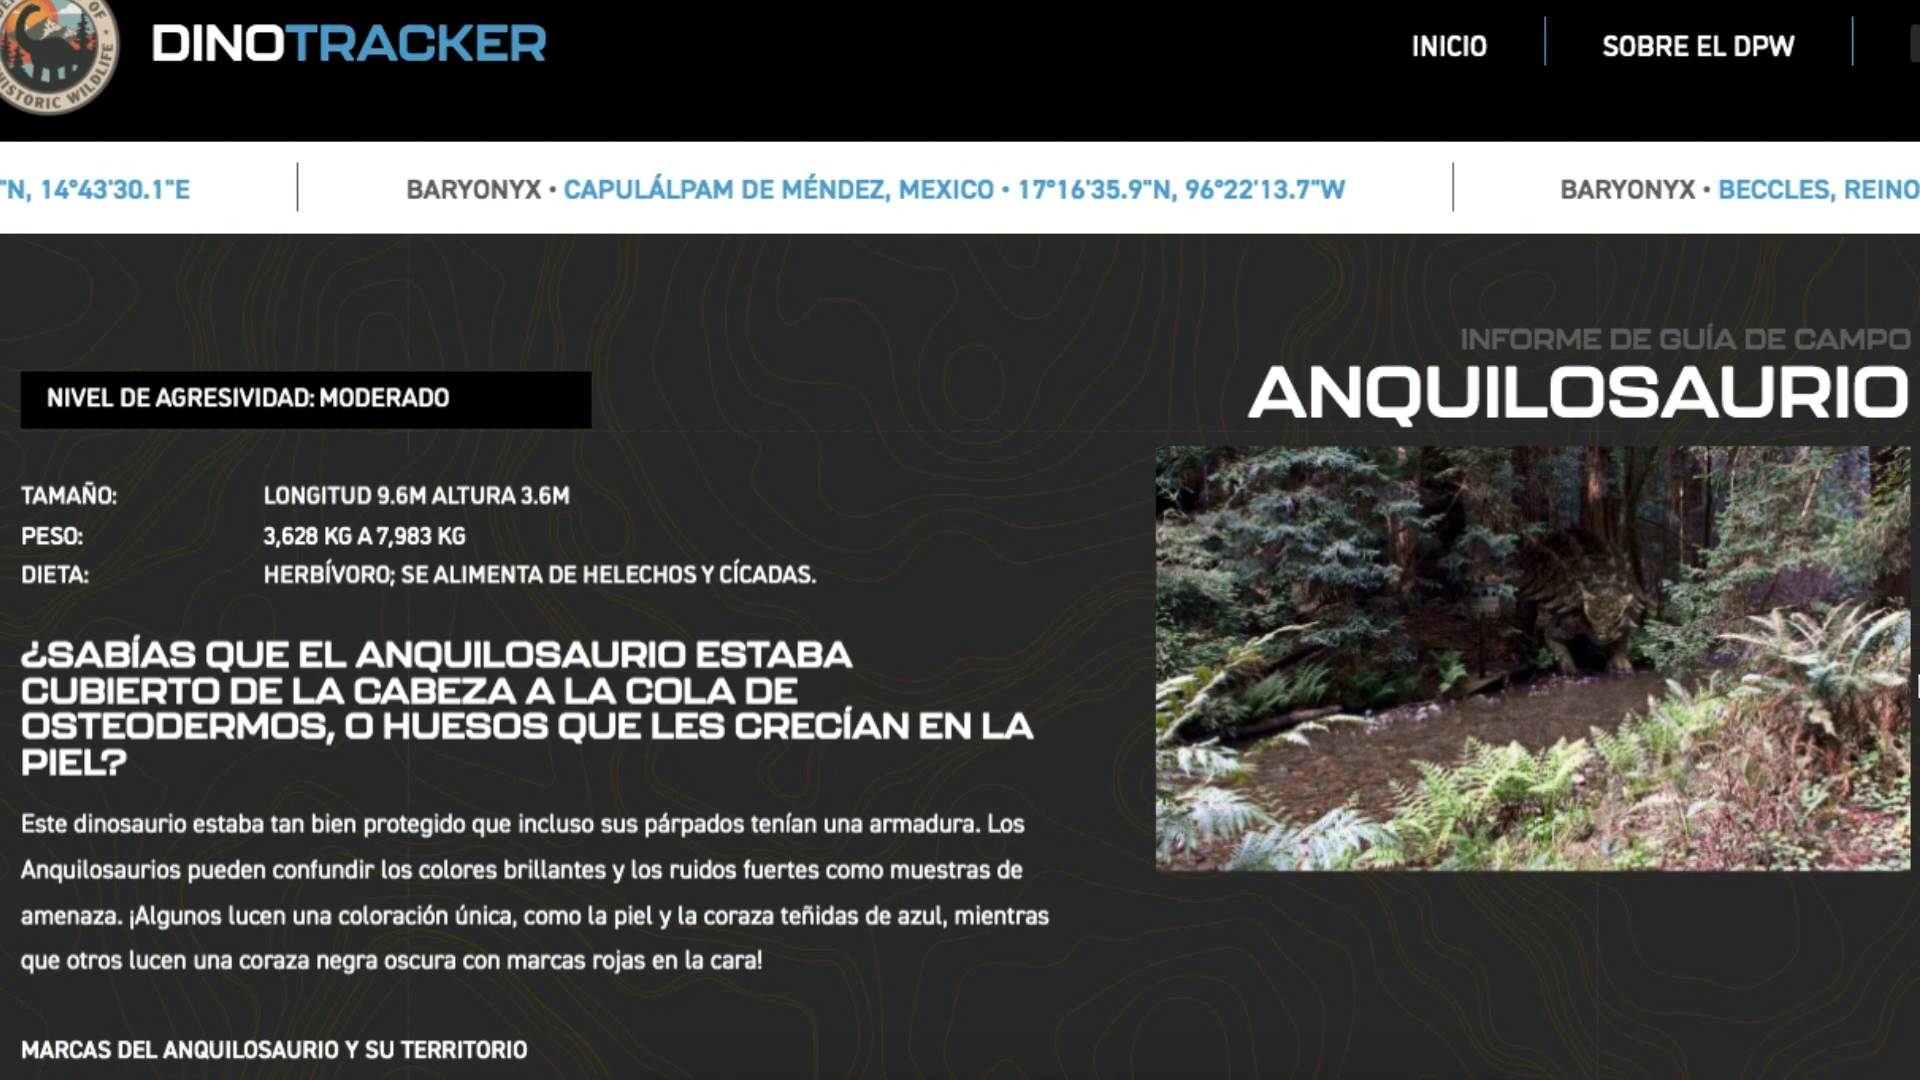 OF
HISTORIC WILDLIFE
DINOTRACKER
INICIO
SOBRE EL DPW
"N, 14°43'30.1"E
BARYONYX • CAPULÁLPAM DE MÉNDEZ, MEXICO • 17°16'35.9"N, 96°22'13.7"W
BARYONYX • BECCLES, REINO
INFORME DE GUÍA DE CAMPO
ANQUILOSAURIO
NIVEL DE AGRESIVIDAD: MODERADO
TAMAÑO: LONGITUD 9.6M ALTURA 3.6M
PESO: 3,628 KG A 7,983 KG
DIETA: HERBÍVORO; SE ALIMENTA DE HELECHOS Y CÍCADAS.
¿SABÍAS QUE EL ANQUILOSAURIO ESTABA
CUBIERTO DE LA CABEZA A LA COLA DE
OSTEODERMOS, O HUESOS QUE LES CRECÍAN EN LA
PIEL?
Este dinosaurio estaba tan bien protegido que incluso sus párpados tenían una armadura. Los
Anquilosaurios pueden confundir los colores brillantes y los ruidos fuertes como muestras de
amenaza. ¡Algunos lucen una coloración única, como la piel y la coraza teñidas de azul, mientras
que otros lucen una coraza negra oscura con marcas rojas en la cara!
MARCAS DEL ANQUILOSAURIO Y SU TERRITORIO